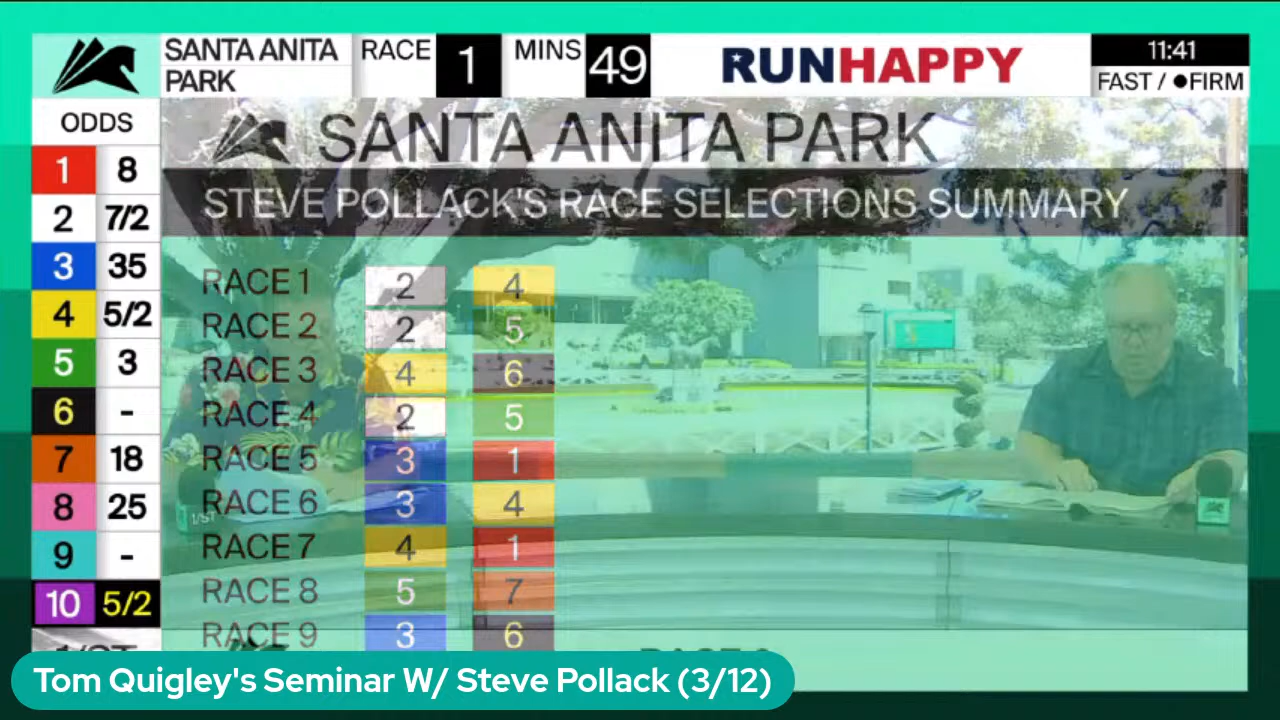 SANTA ANITA
PARK
RACE 1
MINS 49
RUNHAPPY
11:41
FAST / ●FIRM
ODDS
1 8
2 7/2
3 35
4 5/2
5 3
6 -
7 18
8 25
9 -
10 5/2
SANTA ANITA PARK
STEVE POLLACK'S RACE SELECTIONS SUMMARY
RACE 1 2 4
RACE 2 2 5
RACE 3 4 6
RACE 4 2 5
RACE 5 3 1
RACE 6 3 4
RACE 7 4 1
RACE 8 5 7
RACE 9 3 6
1/ST
Tom Quigley's Seminar W/ Steve Pollack (3/12)